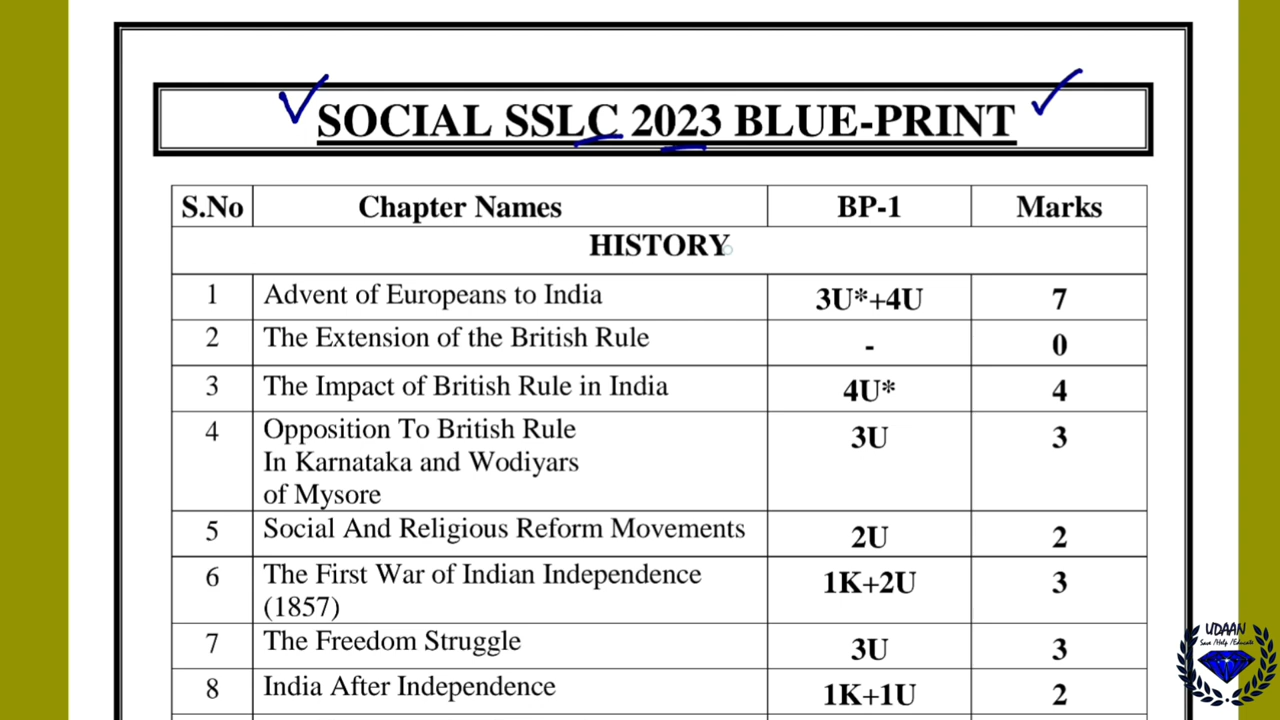 SOCIAL SSLC 2023 BLUE-PRINT
S.No Chapter Names BP-1 Marks
HISTORY
1 Advent of Europeans to India 3U*+4U 7
2 The Extension of the British Rule - 0
3 The Impact of British Rule in India 4U* 4
4 Opposition To British Rule 3U 3
In Karnataka and Wodiyars
of Mysore
5 Social And Religious Reform Movements 2U 2
6 The First War of Indian Independence 1K+2U 3
(1857)
7 The Freedom Struggle 3U 3
8 India After Independence 1K+1U 2
UDAAN
Save /Help /Educate